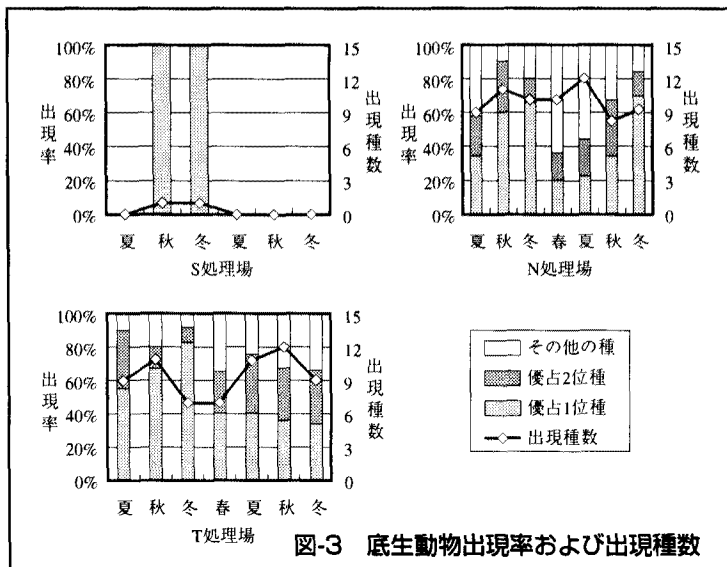 100% 15
80% 12
60% 9
40% 6
20% 3
0% 0
出現率
出現種数
夏 秋 冬 夏 秋 冬
S処理場
100% 15
80% 12
60% 9
40% 6
20% 3
0% 0
出現率
出現種数
夏 秋 冬 春 夏 秋 冬
N処理場
100% 15
80% 12
60% 9
40% 6
20% 3
0% 0
出現率
出現種数
夏 秋 冬 春 夏 秋 冬
T処理場
その他の種
優占2位種
優占1位種
出現種数
図-3 底生動物出現率および出現種数